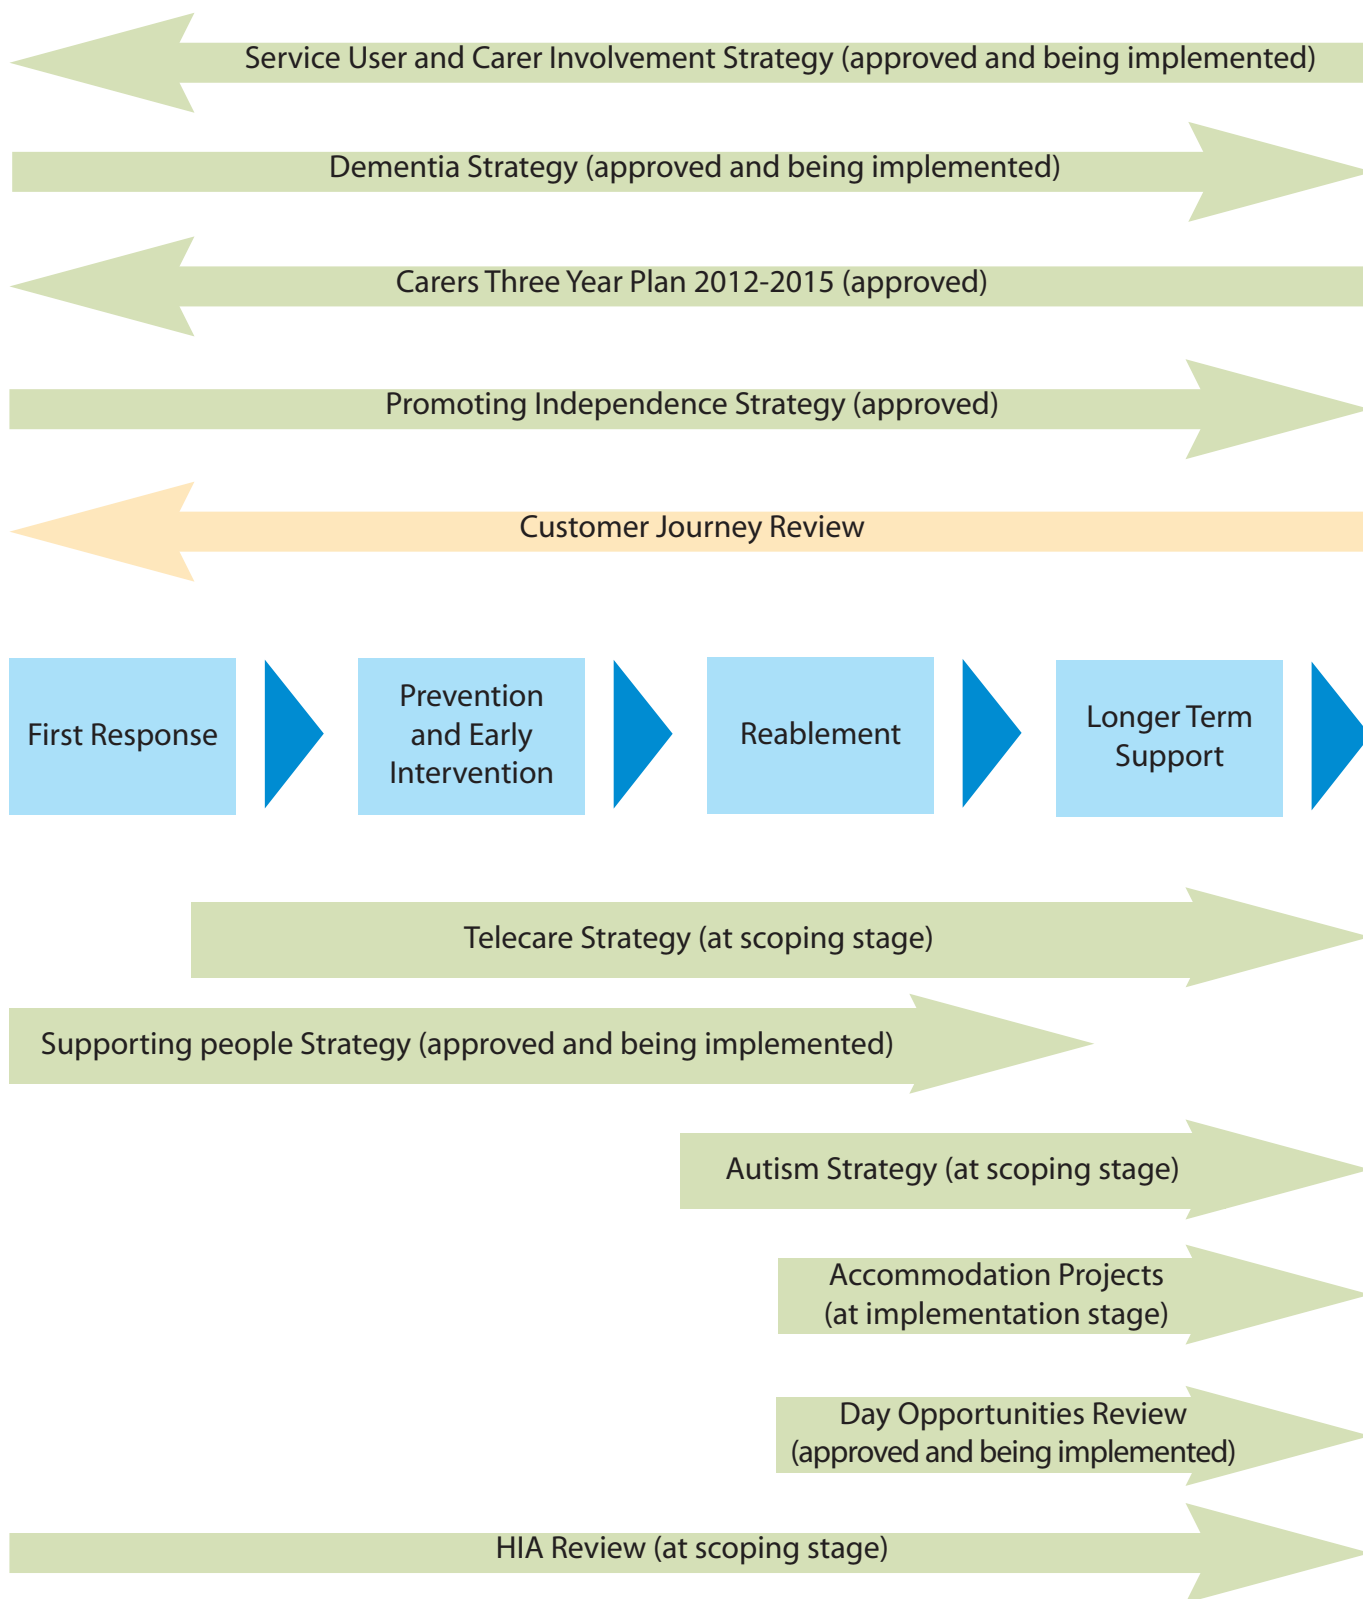 Service User and Carer Involvement Strategy (approved and being implemented)
Dementia Strategy (approved and being implemented)
Carers Three Year Plan 2012-2015 (approved)
Promoting Independence Strategy (approved)
Customer Journey Review
First Response
Prevention
and Early
Intervention
Reablement
Longer Term
Support
Telecare Strategy (at scoping stage)
Supporting people Strategy (approved and being implemented)
Autism Strategy (at scoping stage)
Accommodation Projects
(at implementation stage)
Day Opportunities Review
(approved and being implemented)
HIA Review (at scoping stage)